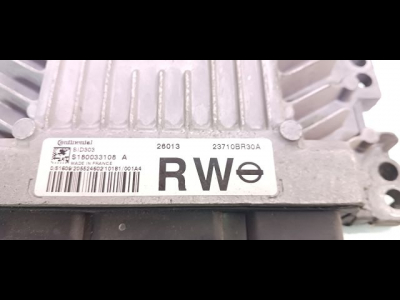 Continental
SID303
S180033108 A
MADE IN FRANCE
28013 23710BR30A
RW